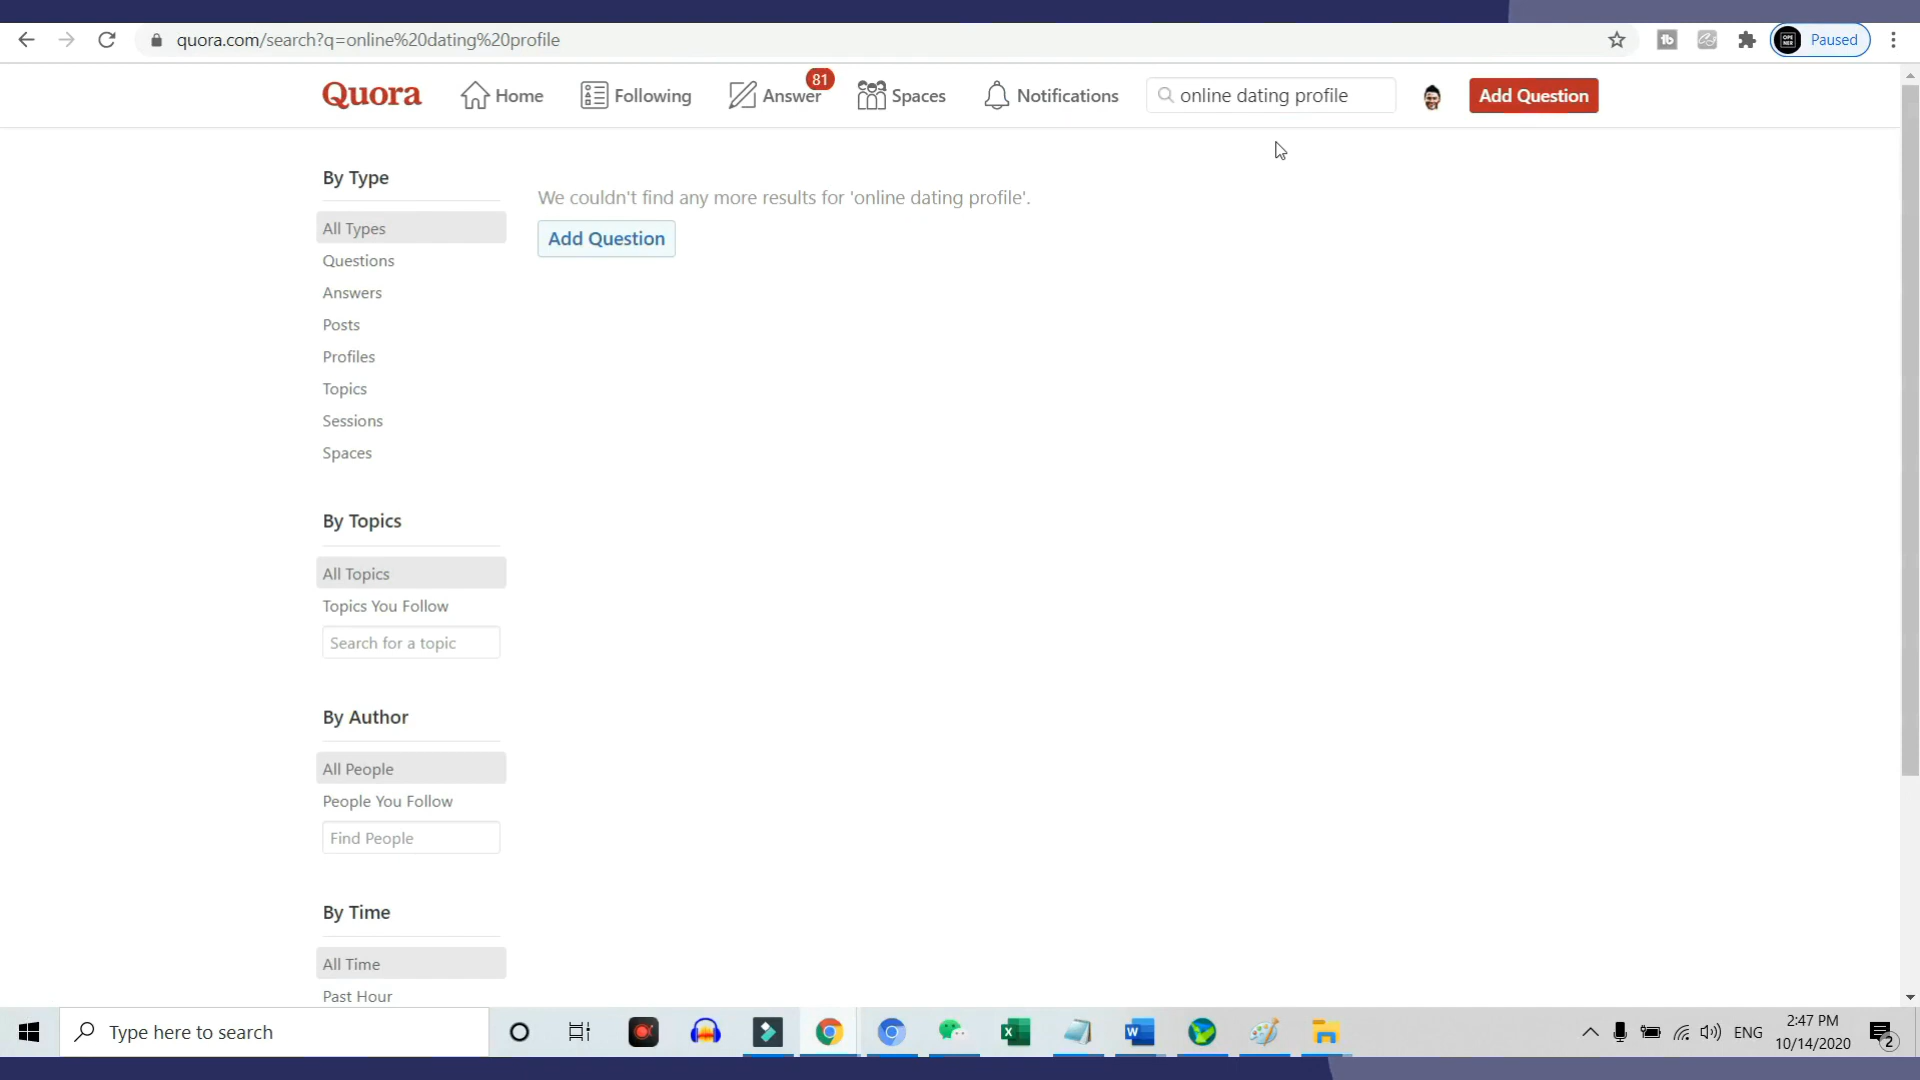 quora.com/search?q=online%20dating%20profile
Paused
Quora
Home
Following
Answer
81
Spaces
Notifications
online dating profile
Add Question
By Type
All Types
Questions
Answers
Posts
Profiles
Topics
Sessions
Spaces
We couldn't find any more results for 'online dating profile'.
Add Question
By Topics
All Topics
Topics You Follow
Search for a topic
By Author
All People
People You Follow
Find People
By Time
All Time
Past Hour
Type here to search
ENG
2:47 PM
10/14/2020
2